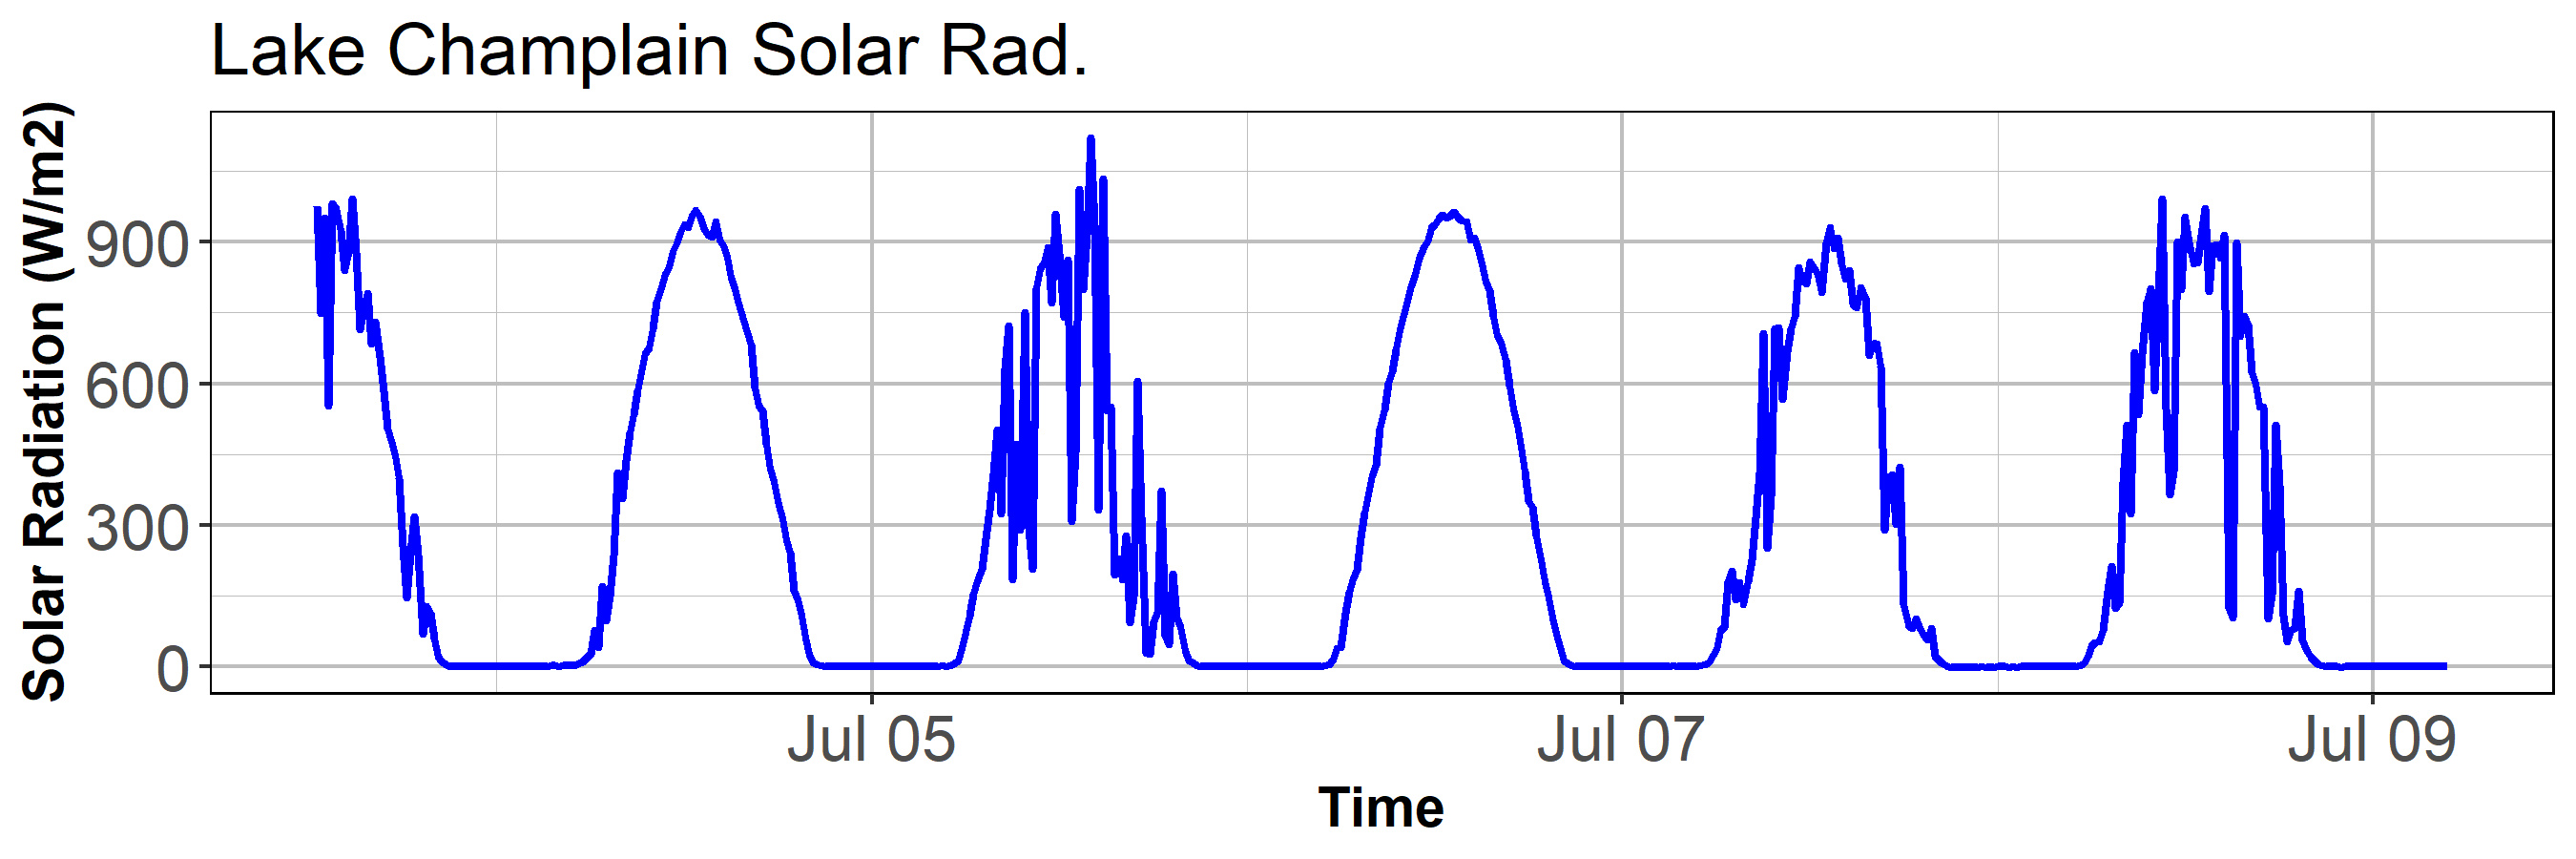 Lake Champlain Solar Rad.
Solar Radiation (W/m2)
900
600
300
0
Jul 05
Jul 07
Jul 09
Time